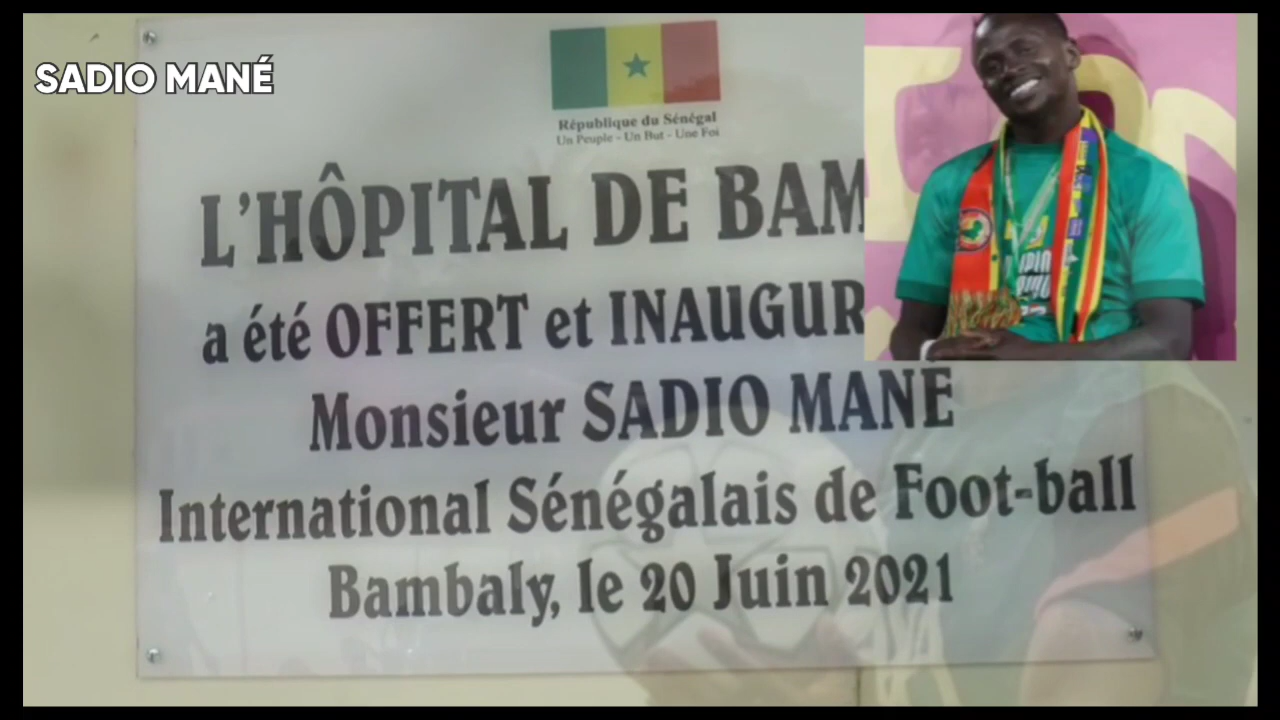 SADIO MANÉ
République du Sénégal
Un Peuple - Un But - Une Foi
L'HÔPITAL DE BAM
a été OFFERT et INAUGUR
Monsieur SADIO MANÉ
International Sénégalais de Foot-ball
Bambaly, le 20 Juin 2021